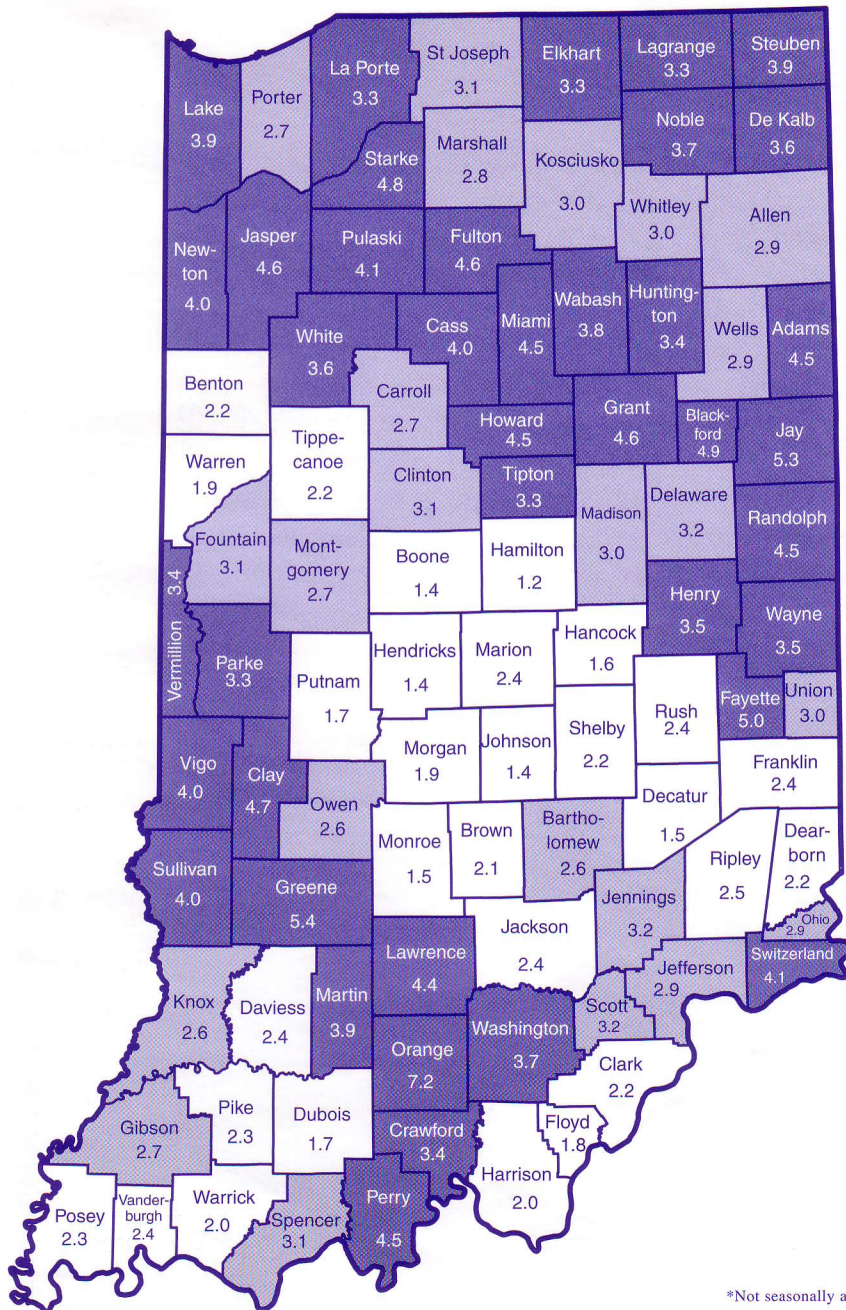 St Joseph
3.1
La Porte
3.3
Elkhart
3.3
Lagrange
3.3
Steuben
3.9
Lake
3.9
Porter
2.7
Starke
4.8
Marshall
2.8
Kosciusko
3.0
Noble
3.7
De Kalb
3.6
Whitley
3.0
Allen
2.9
New-
ton
4.0
Jasper
4.6
Pulaski
4.1
Fulton
4.6
White
3.6
Cass
4.0
Miami
4.5
Wabash
3.8
Hunting-
ton
3.4
Wells
2.9
Adams
4.5
Benton
2.2
Carroll
2.7
Howard
4.5
Grant
4.6
Black-
ford
4.9
Jay
5.3
Warren
1.9
Tippe-
canoe
2.2
Clinton
3.1
Tipton
3.3
Madison
3.0
Delaware
3.2
Randolph
4.5
Fountain
3.1
Mont-
gomery
2.7
Boone
1.4
Hamilton
1.2
Henry
3.5
Wayne
3.5
Vermillion
3.4
Parke
3.3
Putnam
1.7
Hendricks
1.4
Marion
2.4
Hancock
1.6
Rush
2.4
Fayette
5.0
Union
3.0
Vigo
4.0
Clay
4.7
Owen
2.6
Morgan
1.9
Johnson
1.4
Shelby
2.2
Decatur
1.5
Franklin
2.4
Sullivan
4.0
Greene
5.4
Monroe
1.5
Brown
2.1
Bartho-
lomew
2.6
Jennings
3.2
Ripley
2.5
Dear-
born
2.2
Ohio
2.9
Switzerland
4.1
Knox
2.6
Daviess
2.4
Martin
3.9
Lawrence
4.4
Jackson
2.4
Scott
3.2
Jefferson
2.9
Orange
7.2
Washington
3.7
Clark
2.2
Gibson
2.7
Pike
2.3
Dubois
1.7
Crawford
3.4
Floyd
1.8
Harrison
2.0
Posey
2.3
Vander-
burgh
2.4
Warrick
2.0
Spencer
3.1
Perry
4.5
*Not seasonally a